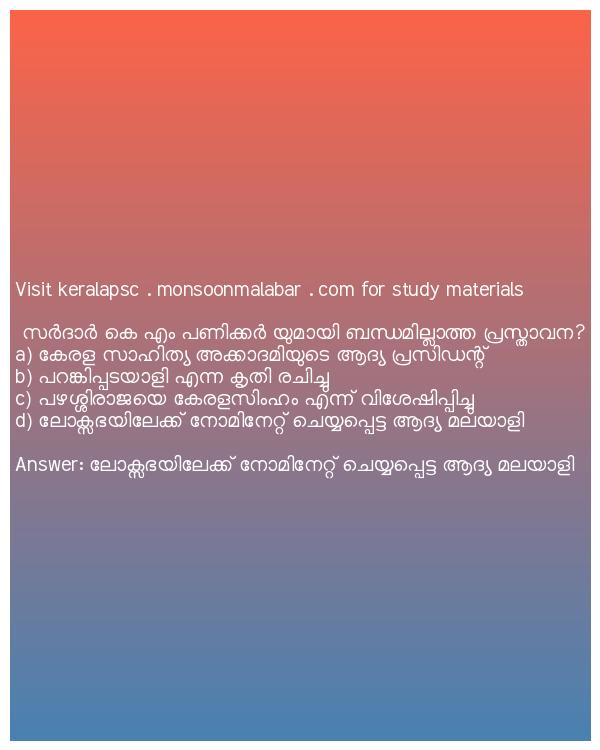 Visit keralapsc . monsoonmalabar . com for study materials
സർദാർ കെ എം പണിക്കർ യുമായി ബന്ധമില്ലാത്ത പ്രസ്താവന?
a) കേരള സാഹിത്യ അക്കാദമിയുടെ ആദ്യ പ്രസിഡന്റ്
b) പറങ്കിപ്പടയാളി എന്ന കൃതി രചിച്ചു
c) പഴശ്ശിരാജയെ കേരളസിംഹം എന്ന് വിശേഷിപ്പിച്ചു
d) ലോക്സഭയിലേക്ക് നോമിനേറ്റ് ചെയ്യപ്പെട്ട ആദ്യ മലയാളി
Answer: ലോക്സഭയിലേക്ക് നോമിനേറ്റ് ചെയ്യപ്പെട്ട ആദ്യ മലയാളി